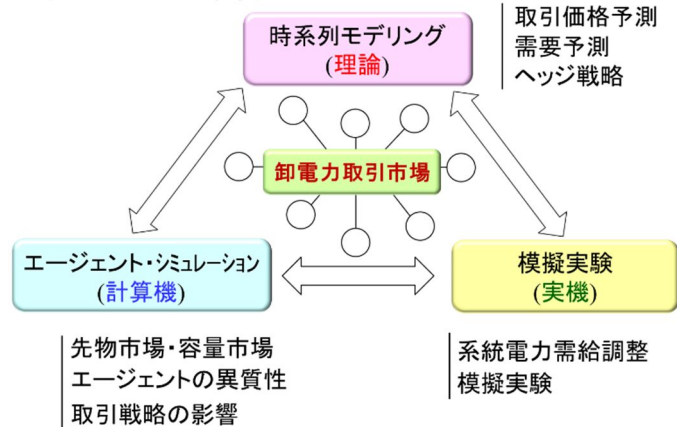 時系列モデリング
(理論)
取引価格予測
需要予測
ヘッジ戦略
卸電力取引市場
エージェント・シミュレーション
(計算機)
模擬実験
(実機)
先物市場・容量市場
エージェントの異質性
取引戦略の影響
系統電力需給調整
模擬実験